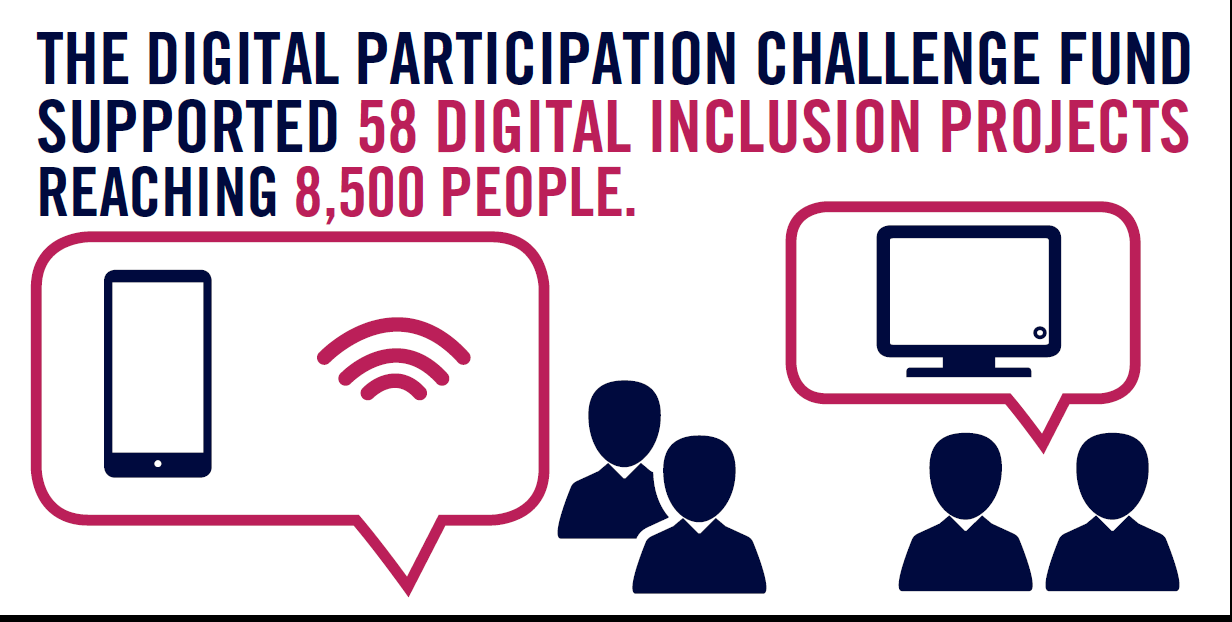 THE DIGITAL PARTICIPATION CHALLENGE FUND
SUPPORTED 58 DIGITAL INCLUSION PROJECTS
REACHING 8,500 PEOPLE.